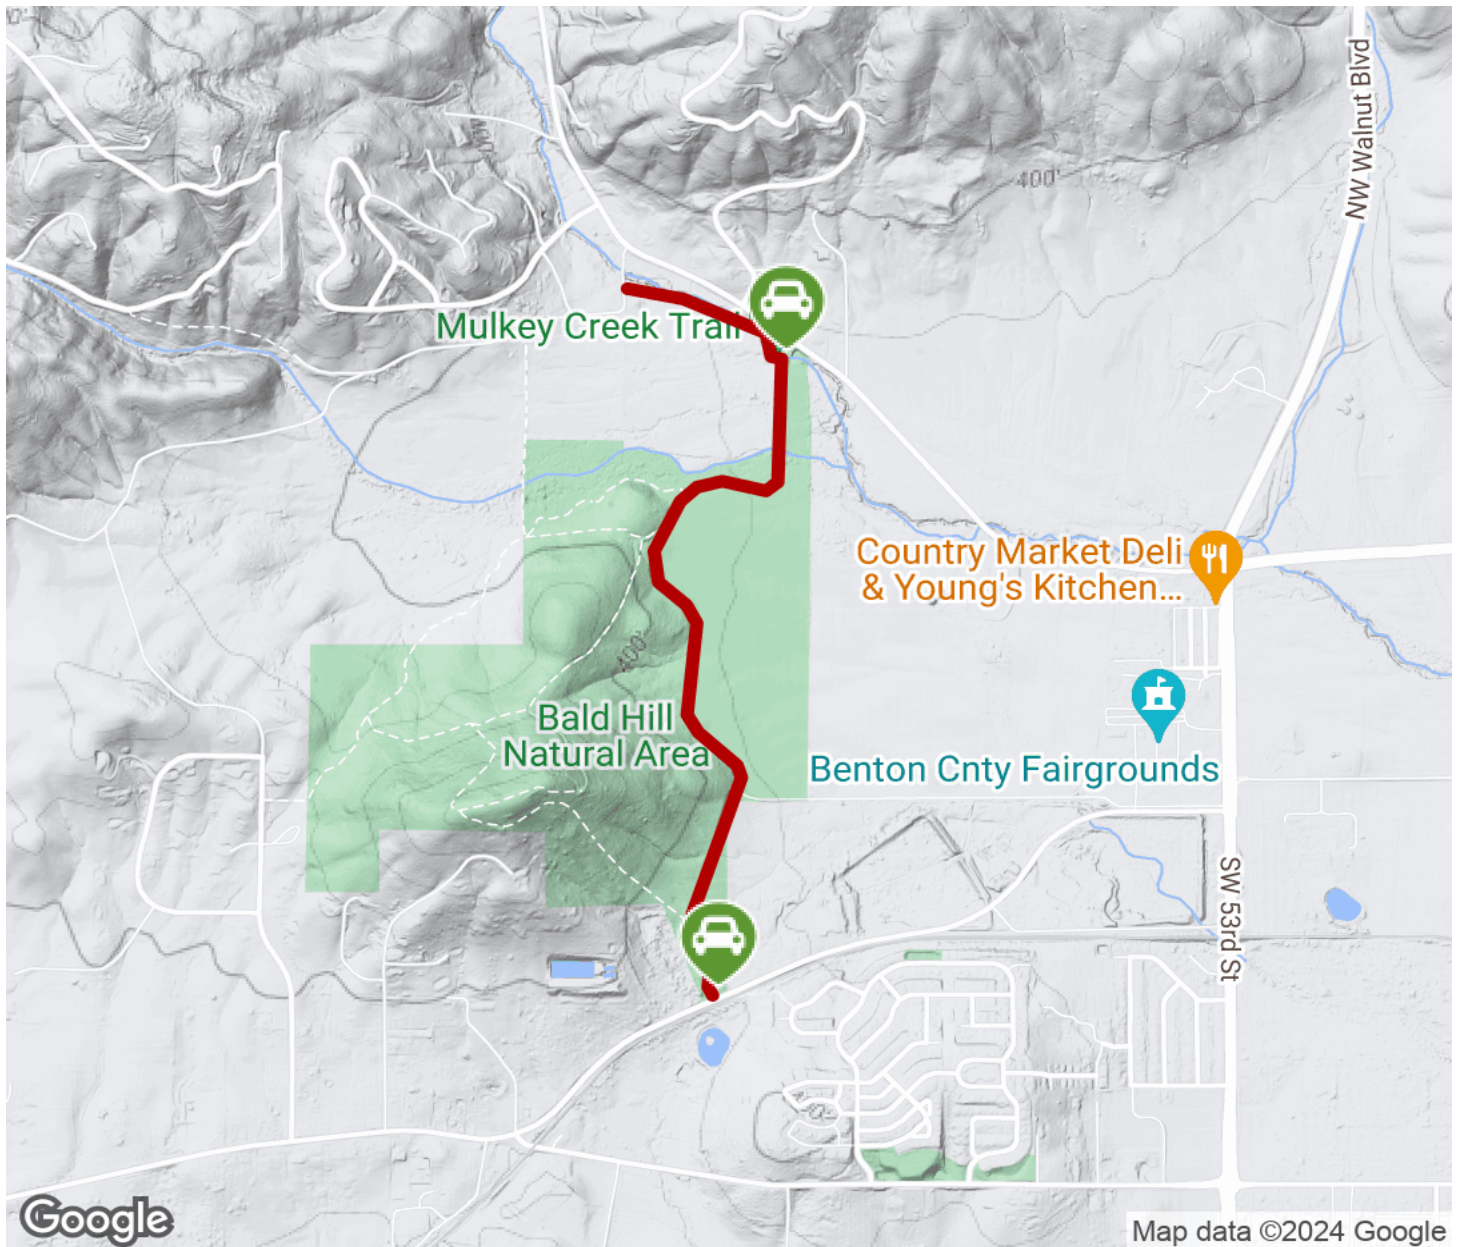 NW Walnut Blvd
400'
400'
Mulkey Creek Trail
Country Market Deli
& Young's Kitchen...
400'
Bald Hill
Natural Area
Benton Cnty Fairgrounds
SW 53rd St
Google
Map data ©2024 Google